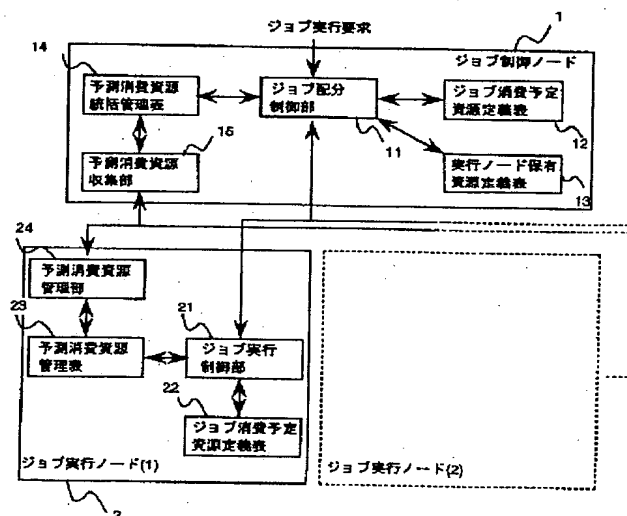 ジョブ実行要求
1
14
ジョブ制御ノード
予測消費資源
統括管理表
ジョブ配分
制御部
ジョブ消費予定
資源定義表
15
11
12
予測消費資源
収集部
実行ノード保有
資源定義表
13
24
予測消費資源
管理部
23
21
予測消費資源
管理表
ジョブ実行
制御部
22
ジョブ消費予定
資源定義表
ジョブ実行ノード(1)
ジョブ実行ノード(2)
2